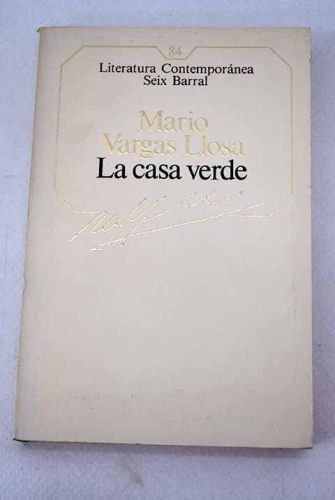 84
Literatura Contemporánea
Seix Barral
Mario
Vargas Llosa
La casa verde